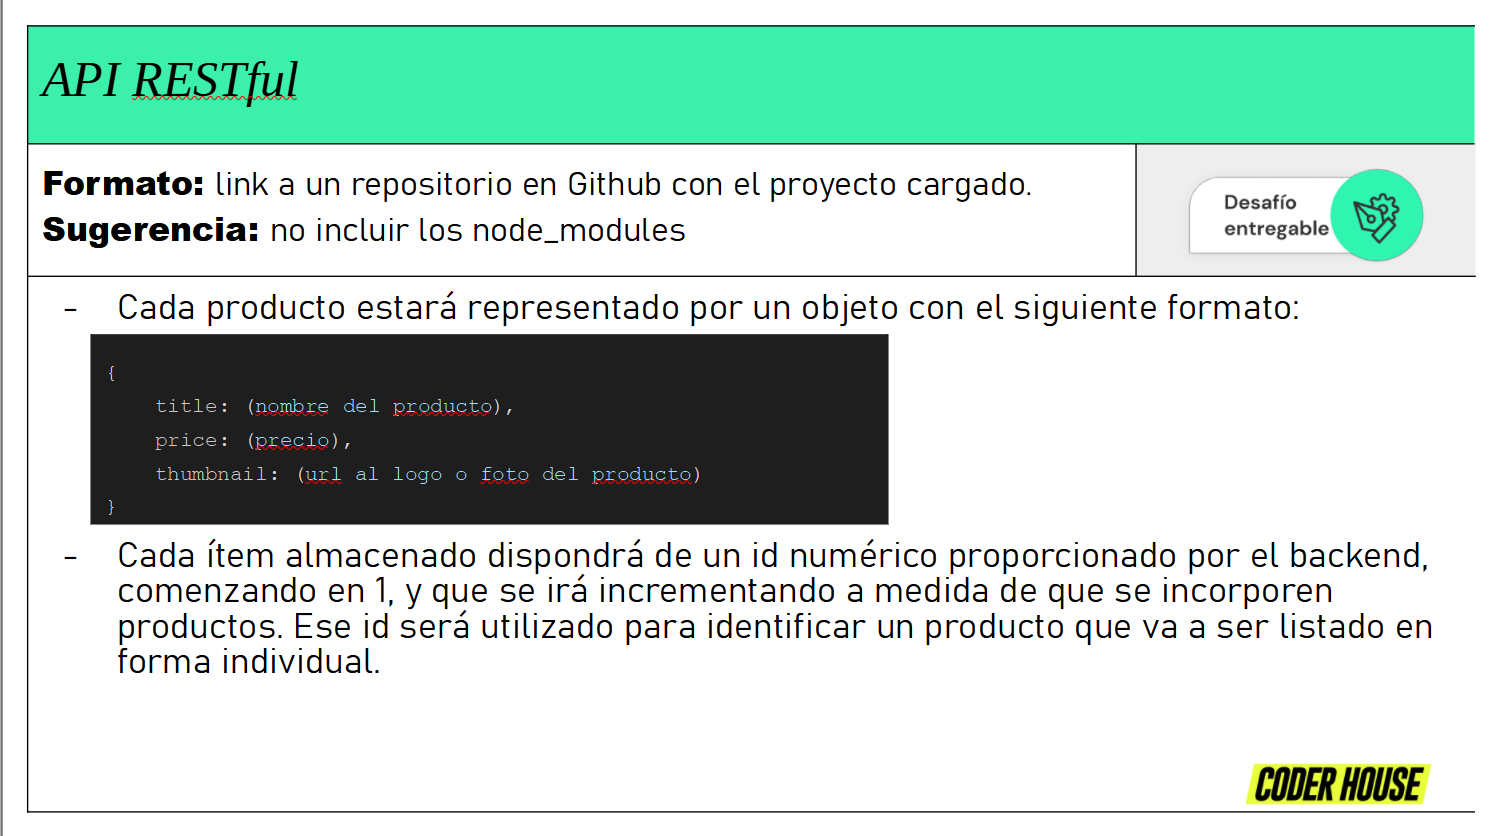 API RESTful
Formato: link a un repositorio en Github con el proyecto cargado.
Sugerencia: no incluir los node_modules
Desafío
entregable
- Cada producto estará representado por un objeto con el siguiente formato:
{
title: (nombre del producto),
price: (precio),
thumbnail: (url al logo o foto del producto)
}
- Cada ítem almacenado dispondrá de un id numérico proporcionado por el backend,
comenzando en 1, y que se irá incrementando a medida de que se incorporen
productos. Ese id será utilizado para identificar un producto que va a ser listado en
forma individual.
CODER HOUSE